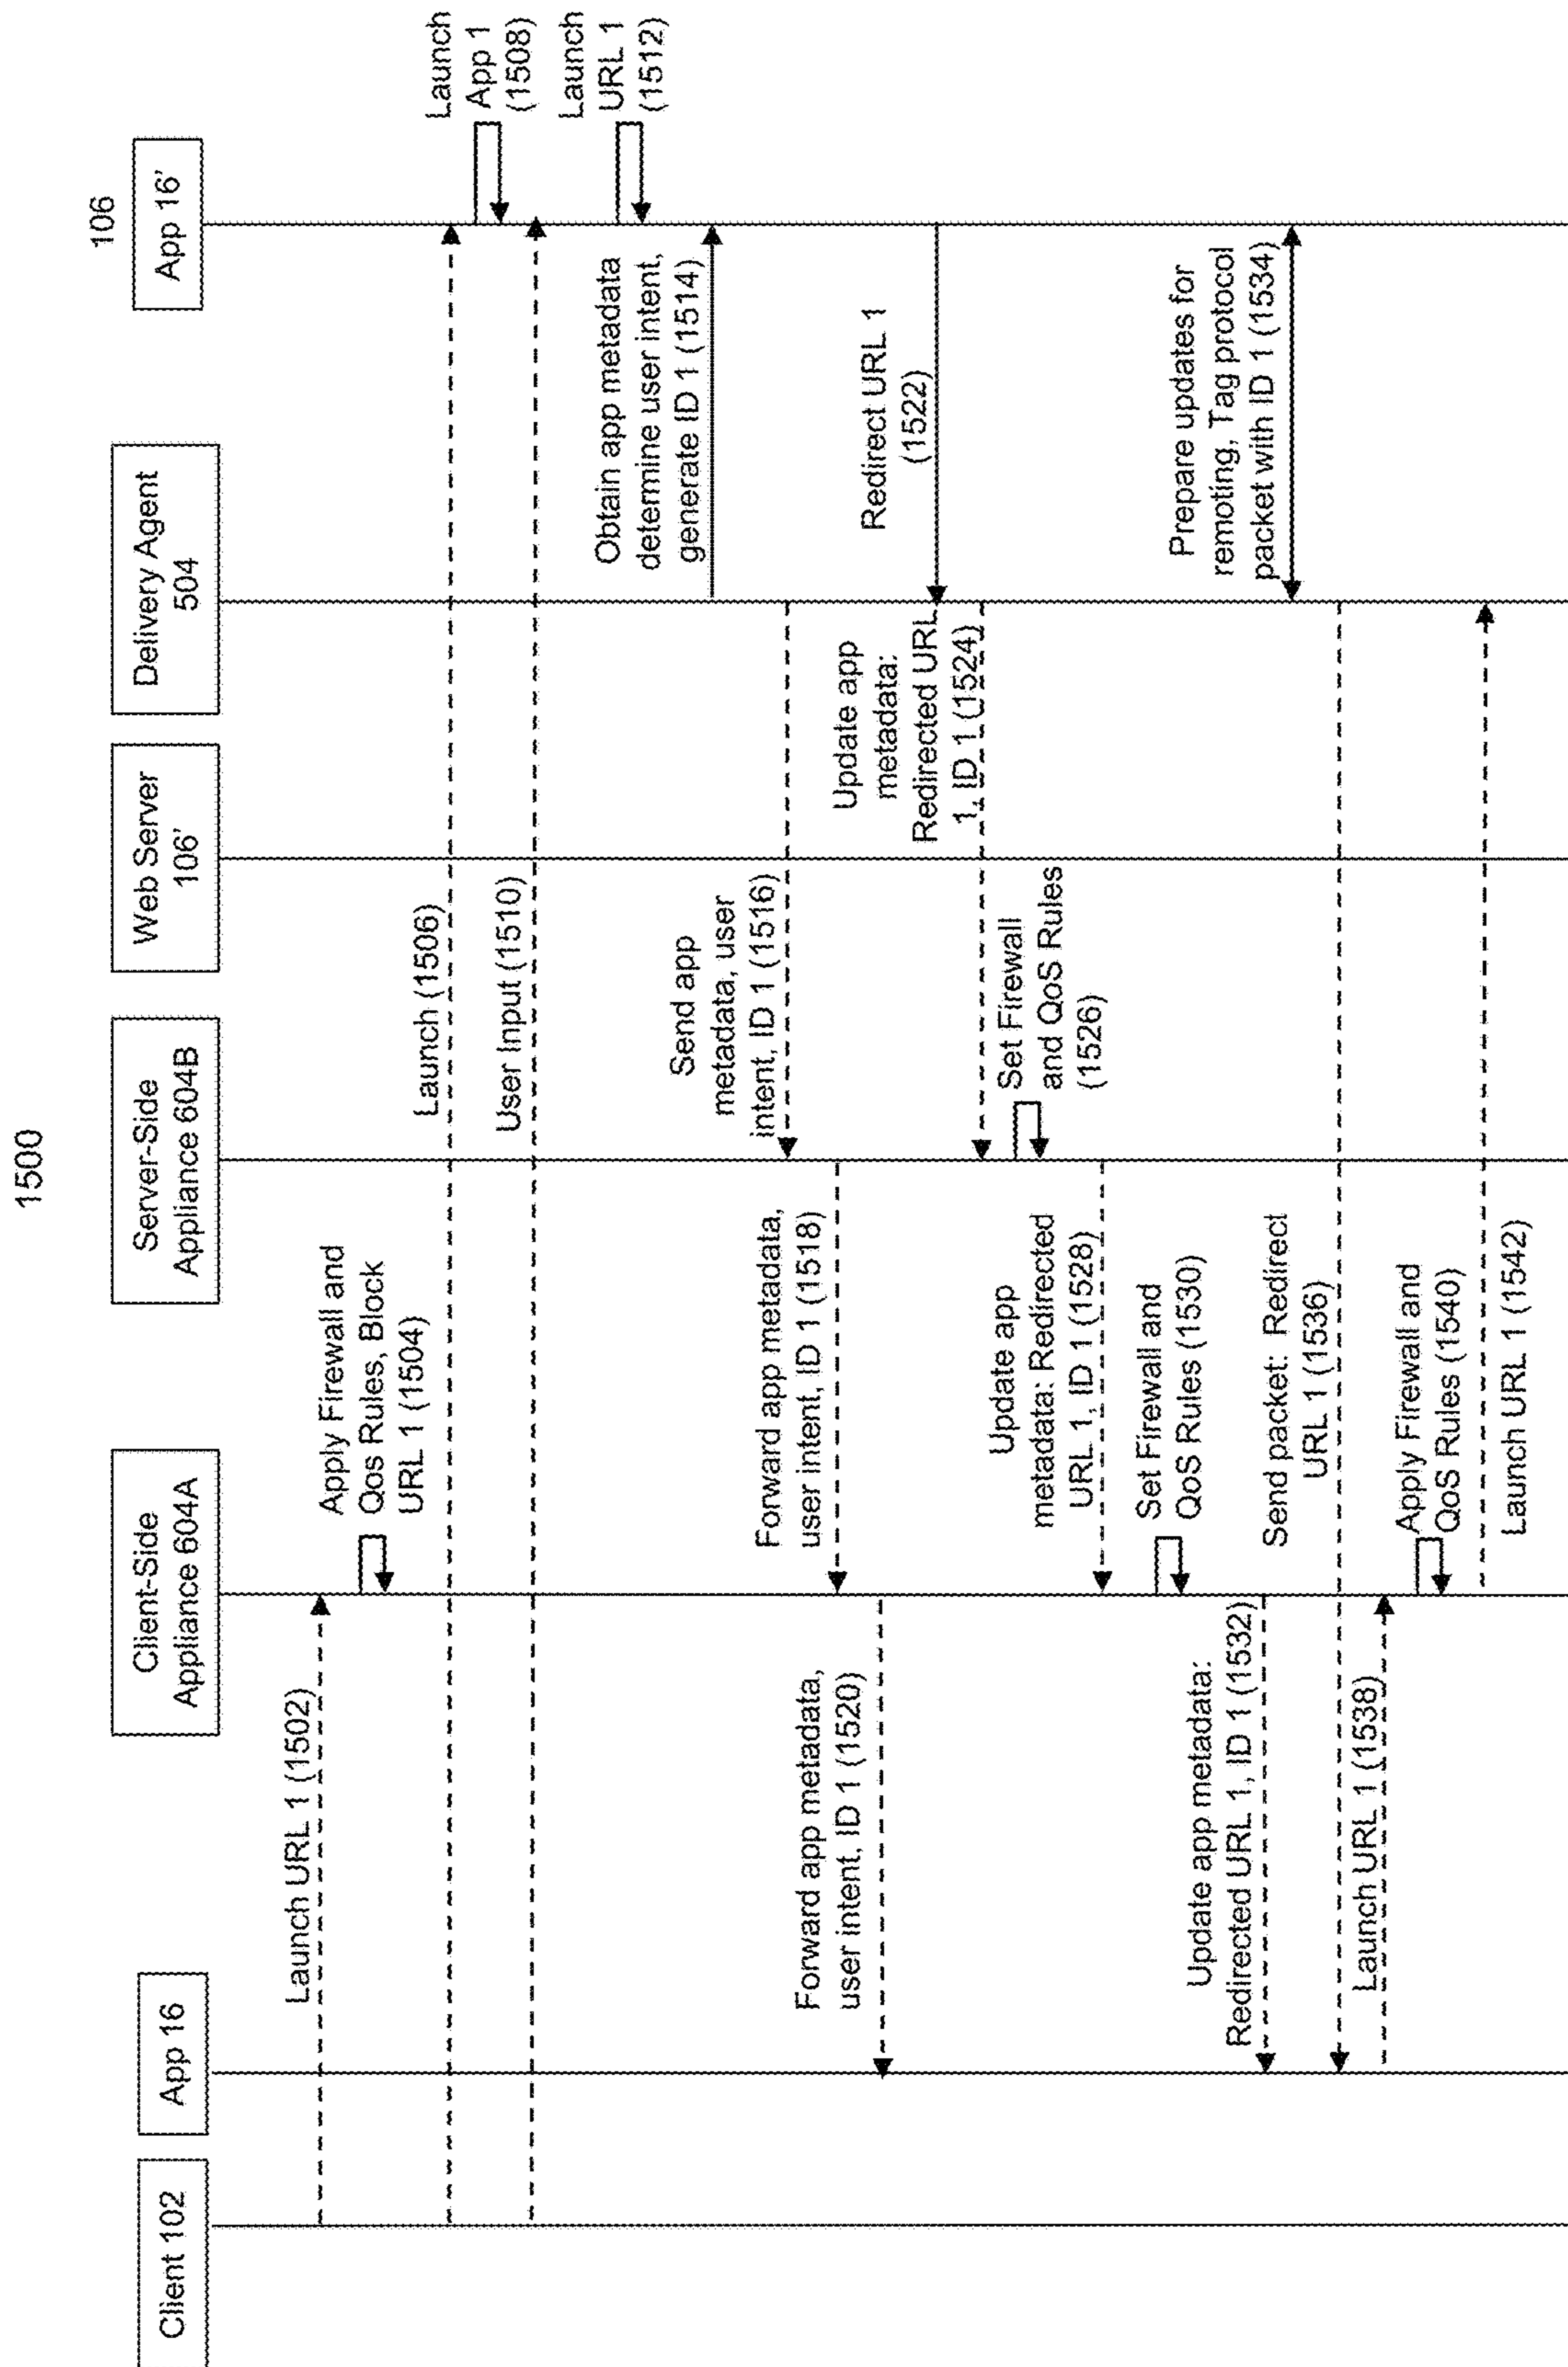 1500
Client 102
App 16
Client-Side
Appliance 604A
Server-Side
Appliance 604B
Web Server
106'
Delivery Agent
504
106
App 16'
Launch URL 1 (1502)
Apply Firewall and
Qos Rules, Block
URL 1 (1504)
Launch (1506)
Launch
App 1
(1508)
User Input (1510)
Launch
URL 1
(1512)
Obtain app metadata
determine user intent,
generate ID 1 (1514)
Send app
metadata, user
intent, ID 1 (1516)
Forward app metadata,
user intent, ID 1 (1518)
Forward app metadata,
user intent, ID 1 (1520)
Redirect URL 1
(1522)
Update app
metadata:
Redirected URL
1, ID 1 (1524)
Set Firewall
and QoS Rules
(1526)
Update app
metadata: Redirected
URL 1, ID 1 (1528)
Set Firewall and
QoS Rules (1530)
Update app metadata:
Redirected URL 1, ID 1 (1532)
Prepare updates for
remoting, Tag protocol
packet with ID 1 (1534)
Send packet: Redirect
URL 1 (1536)
Launch URL 1 (1538)
Apply Firewall and
QoS Rules (1540)
Launch URL 1 (1542)